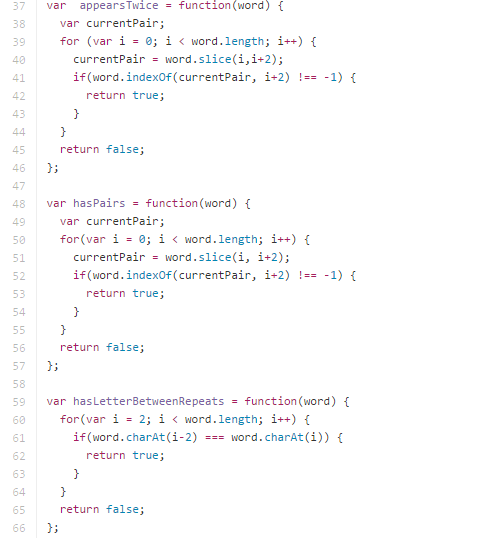 37 var  appearsTwice = function(word) {
38   var currentPair;
39   for (var i = 0; i < word.length; i++) {
40     currentPair = word.slice(i,i+2);
41     if(word.indexOf(currentPair, i+2) !== -1) {
42       return true;
43     }
44   }
45   return false;
46 };
47
48 var hasPairs = function(word) {
49   var currentPair;
50   for(var i = 0; i < word.length; i++) {
51     currentPair = word.slice(i, i+2);
52     if(word.indexOf(currentPair, i+2) !== -1) {
53       return true;
54     }
55   }
56   return false;
57 };
58
59 var hasLetterBetweenRepeats = function(word) {
60   for(var i = 2; i < word.length; i++) {
61     if(word.charAt(i-2) === word.charAt(i)) {
62       return true;
63     }
64   }
65   return false;
66 };